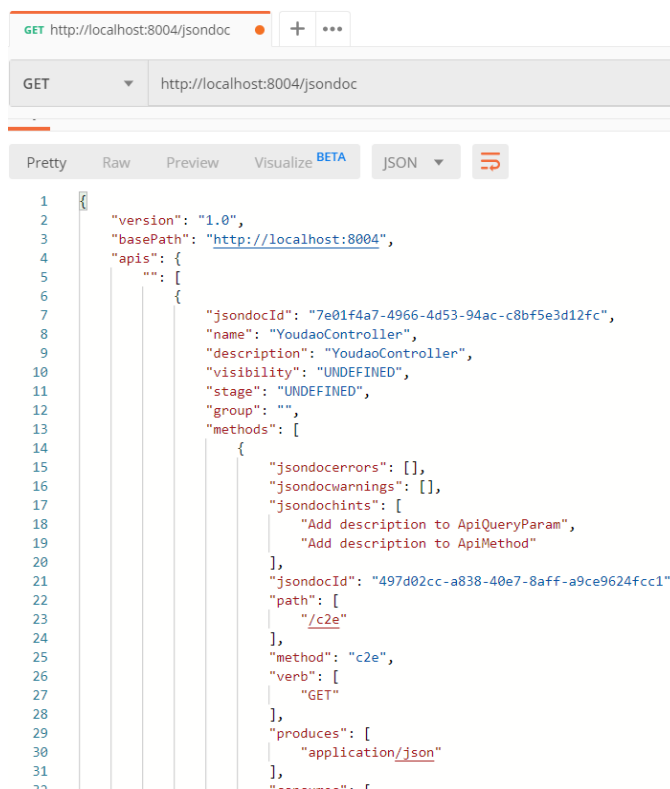 GET http://localhost:8004/jsondoc
GET http://localhost:8004/jsondoc
Pretty Raw Preview Visualize BETA JSON
1 {
2 "version": "1.0",
3 "basePath": "http://localhost:8004",
4 "apis": {
5 "": [
6 {
7 "jsondocId": "7e01f4a7-4966-4d53-94ac-c8bf5e3d12fc",
8 "name": "YoudaoController",
9 "description": "YoudaoController",
10 "visibility": "UNDEFINED",
11 "stage": "UNDEFINED",
12 "group": "",
13 "methods": [
14 {
15 "jsondocerrors": [],
16 "jsondocwarnings": [],
17 "jsondochints": [
18 "Add description to ApiQueryParam",
19 "Add description to ApiMethod"
20 ],
21 "jsondocId": "497d02cc-a838-40e7-8aff-a9ce9624fcc1"
22 "path": [
23 "/c2e"
24 ],
25 "method": "c2e",
26 "verb": [
27 "GET"
28 ],
29 "produces": [
30 "application/json"
31 ],